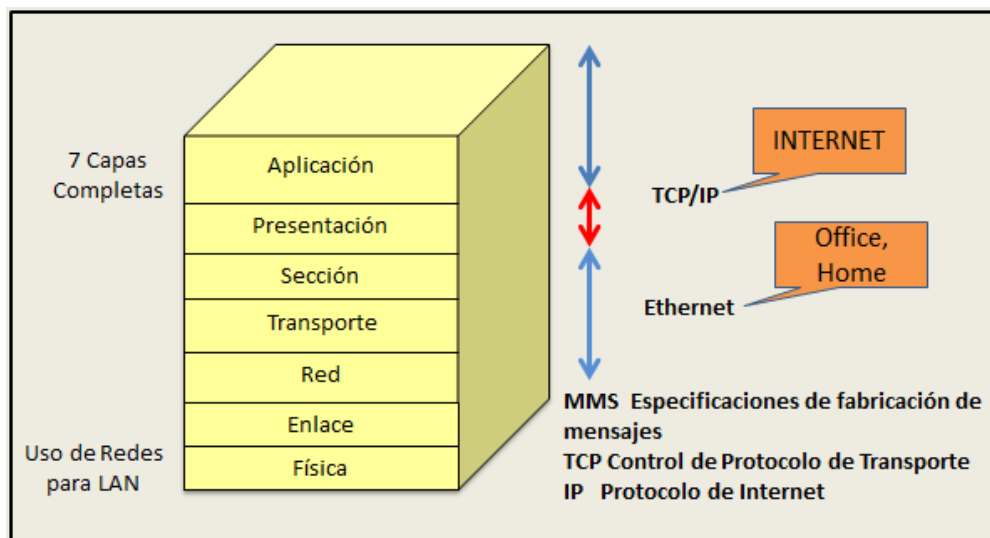 7 Capas
Completas
Aplicación
Presentación
Sección
Transporte
Red
Enlace
Física
Uso de Redes
para LAN
INTERNET
TCP/IP
Office,
Home
Ethernet
MMS Especificaciones de fabricación de
mensajes
TCP Control de Protocolo de Transporte
IP Protocolo de Internet